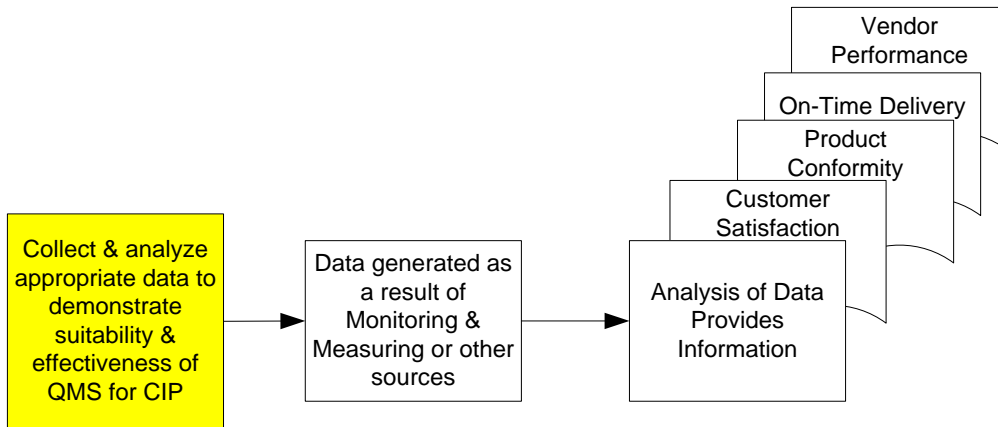 Vendor
Performance
On-Time Delivery
Product
Conformity
Customer
Satisfaction
Collect & analyze
appropriate data to
demonstrate
suitability &
effectiveness of
QMS for CIP
Data generated as
a result of
Monitoring &
Measuring or other
sources
Analysis of Data
Provides
Information